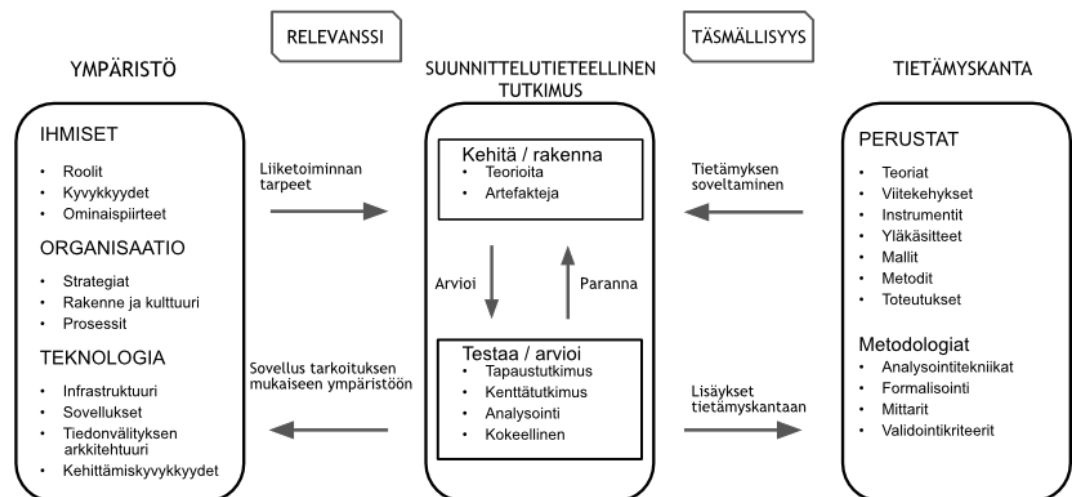 RELEVANSSI
TÄSMÄLLISYYS
YMPÄRISTÖ
SUUNNITTELUTIETEELLINEN
TUTKIMUS
TIETÄMYSKANTA
IHMISET
• Roolit
• Kyvykkyydet
• Ominaispiirteet
ORGANISAATIO
• Strategiat
• Rakenne ja kulttuuri
• Prosessit
TEKNOLOGIA
• Infrastruktuuri
• Sovellukset
• Tiedonvälityksen
arkkitehtuuri
• Kehittämiskyvykkyydet
Liiketoiminnan
tarpeet
Sovellus tarkoituksen
mukaiseen ympäristöön
Kehitä / rakenna
• Teorioita
• Artefakteja
Arvioi
Paranna
Testaa / arvioi
• Tapaustutkimus
• Kenttätutkimus
• Analysointi
• Kokeellinen
Tietämyksen
soveltaminen
Lisäykset
tietämyskantaan
PERUSTAT
• Teoriat
• Viitekehykset
• Instrumentit
• Yläkäsitteet
• Mallit
• Metodit
• Toteutukset
Metodologiat
• Analysointitekniikat
• Formalisointi
• Mittarit
• Validointikriteerit